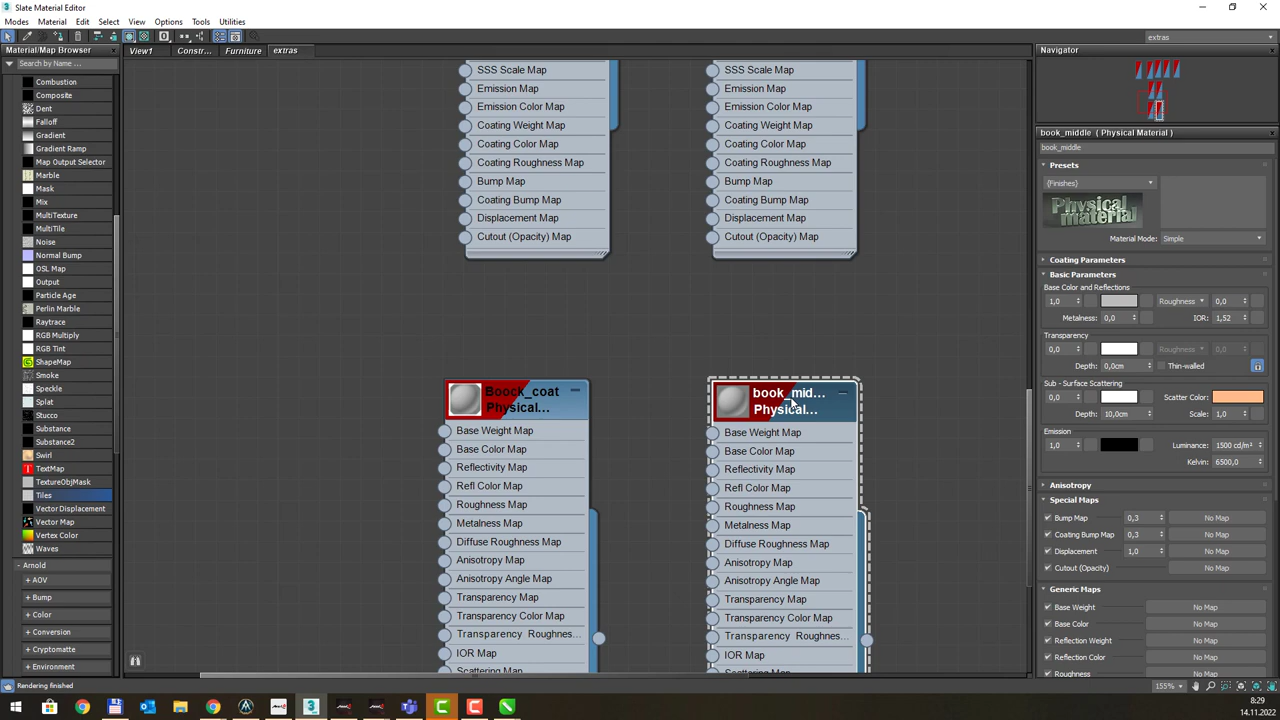 Slate Material Editor
Modes Material Edit Select View Options Tools Utilities
extras
Material/Map Browser
Search by Name ...
Combustion
Composite
Dent
Falloff
Gradient
Gradient Ramp
Map Output Selector
Marble
Mask
Mix
MultiTexture
MultiTile
Noise
Normal Bump
OSL Map
Output
Particle Age
Perlin Marble
Raytrace
RGB Multiply
RGB Tint
ShapeMap
Smoke
Speckle
Splat
Stucco
Substance
Substance2
Swirl
TextMap
TextureObjMask
Tiles
Vector Displacement
Vector Map
Vertex Color
Waves
- Arnold
+ AOV
+ Bump
+ Color
+ Conversion
+ Cryptomatte
+ Environment
View1 Constr... Furniture extras
SSS Scale Map
Emission Map
Emission Color Map
Coating Weight Map
Coating Color Map
Coating Roughness Map
Bump Map
Coating Bump Map
Displacement Map
Cutout (Opacity) Map
SSS Scale Map
Emission Map
Emission Color Map
Coating Weight Map
Coating Color Map
Coating Roughness Map
Bump Map
Coating Bump Map
Displacement Map
Cutout (Opacity) Map
Boock_coat
Physical...
Base Weight Map
Base Color Map
Reflectivity Map
Refl Color Map
Roughness Map
Metalness Map
Diffuse Roughness Map
Anisotropy Map
Anisotropy Angle Map
Transparency Map
Transparency Color Map
Transparency Roughnes...
IOR Map
Scattering Map
book_mid...
Physical...
Base Weight Map
Base Color Map
Reflectivity Map
Refl Color Map
Roughness Map
Metalness Map
Diffuse Roughness Map
Anisotropy Map
Anisotropy Angle Map
Transparency Map
Transparency Color Map
Transparency Roughnes...
IOR Map
Scattering Map
Navigator
book_middle ( Physical Material )
book_middle
Presets
{Finishes}
Physical material
Material Mode: Simple
Coating Parameters
Basic Parameters
Base Color and Reflections
1,0 Roughness 0,0
Metalness: 0,0 IOR: 1,52
Transparency
0,0 Roughness 0,0
Depth: 0,0cm Thin-walled
Sub - Surface Scattering
0,0 Scatter Color:
Depth: 10,0cm Scale: 1,0
Emission
1,0 Luminance: 1500 cd/m²
Kelvin: 6500,0
Anisotropy
Special Maps
Bump Map 0,3 No Map
Coating Bump Map 0,3 No Map
Displacement 1,0 No Map
Cutout (Opacity) No Map
Generic Maps
Base Weight No Map
Base Color No Map
Reflection Weight No Map
Reflection Color No Map
Roughness No Map
Rendering finished
155%
8:29
14.11.2022